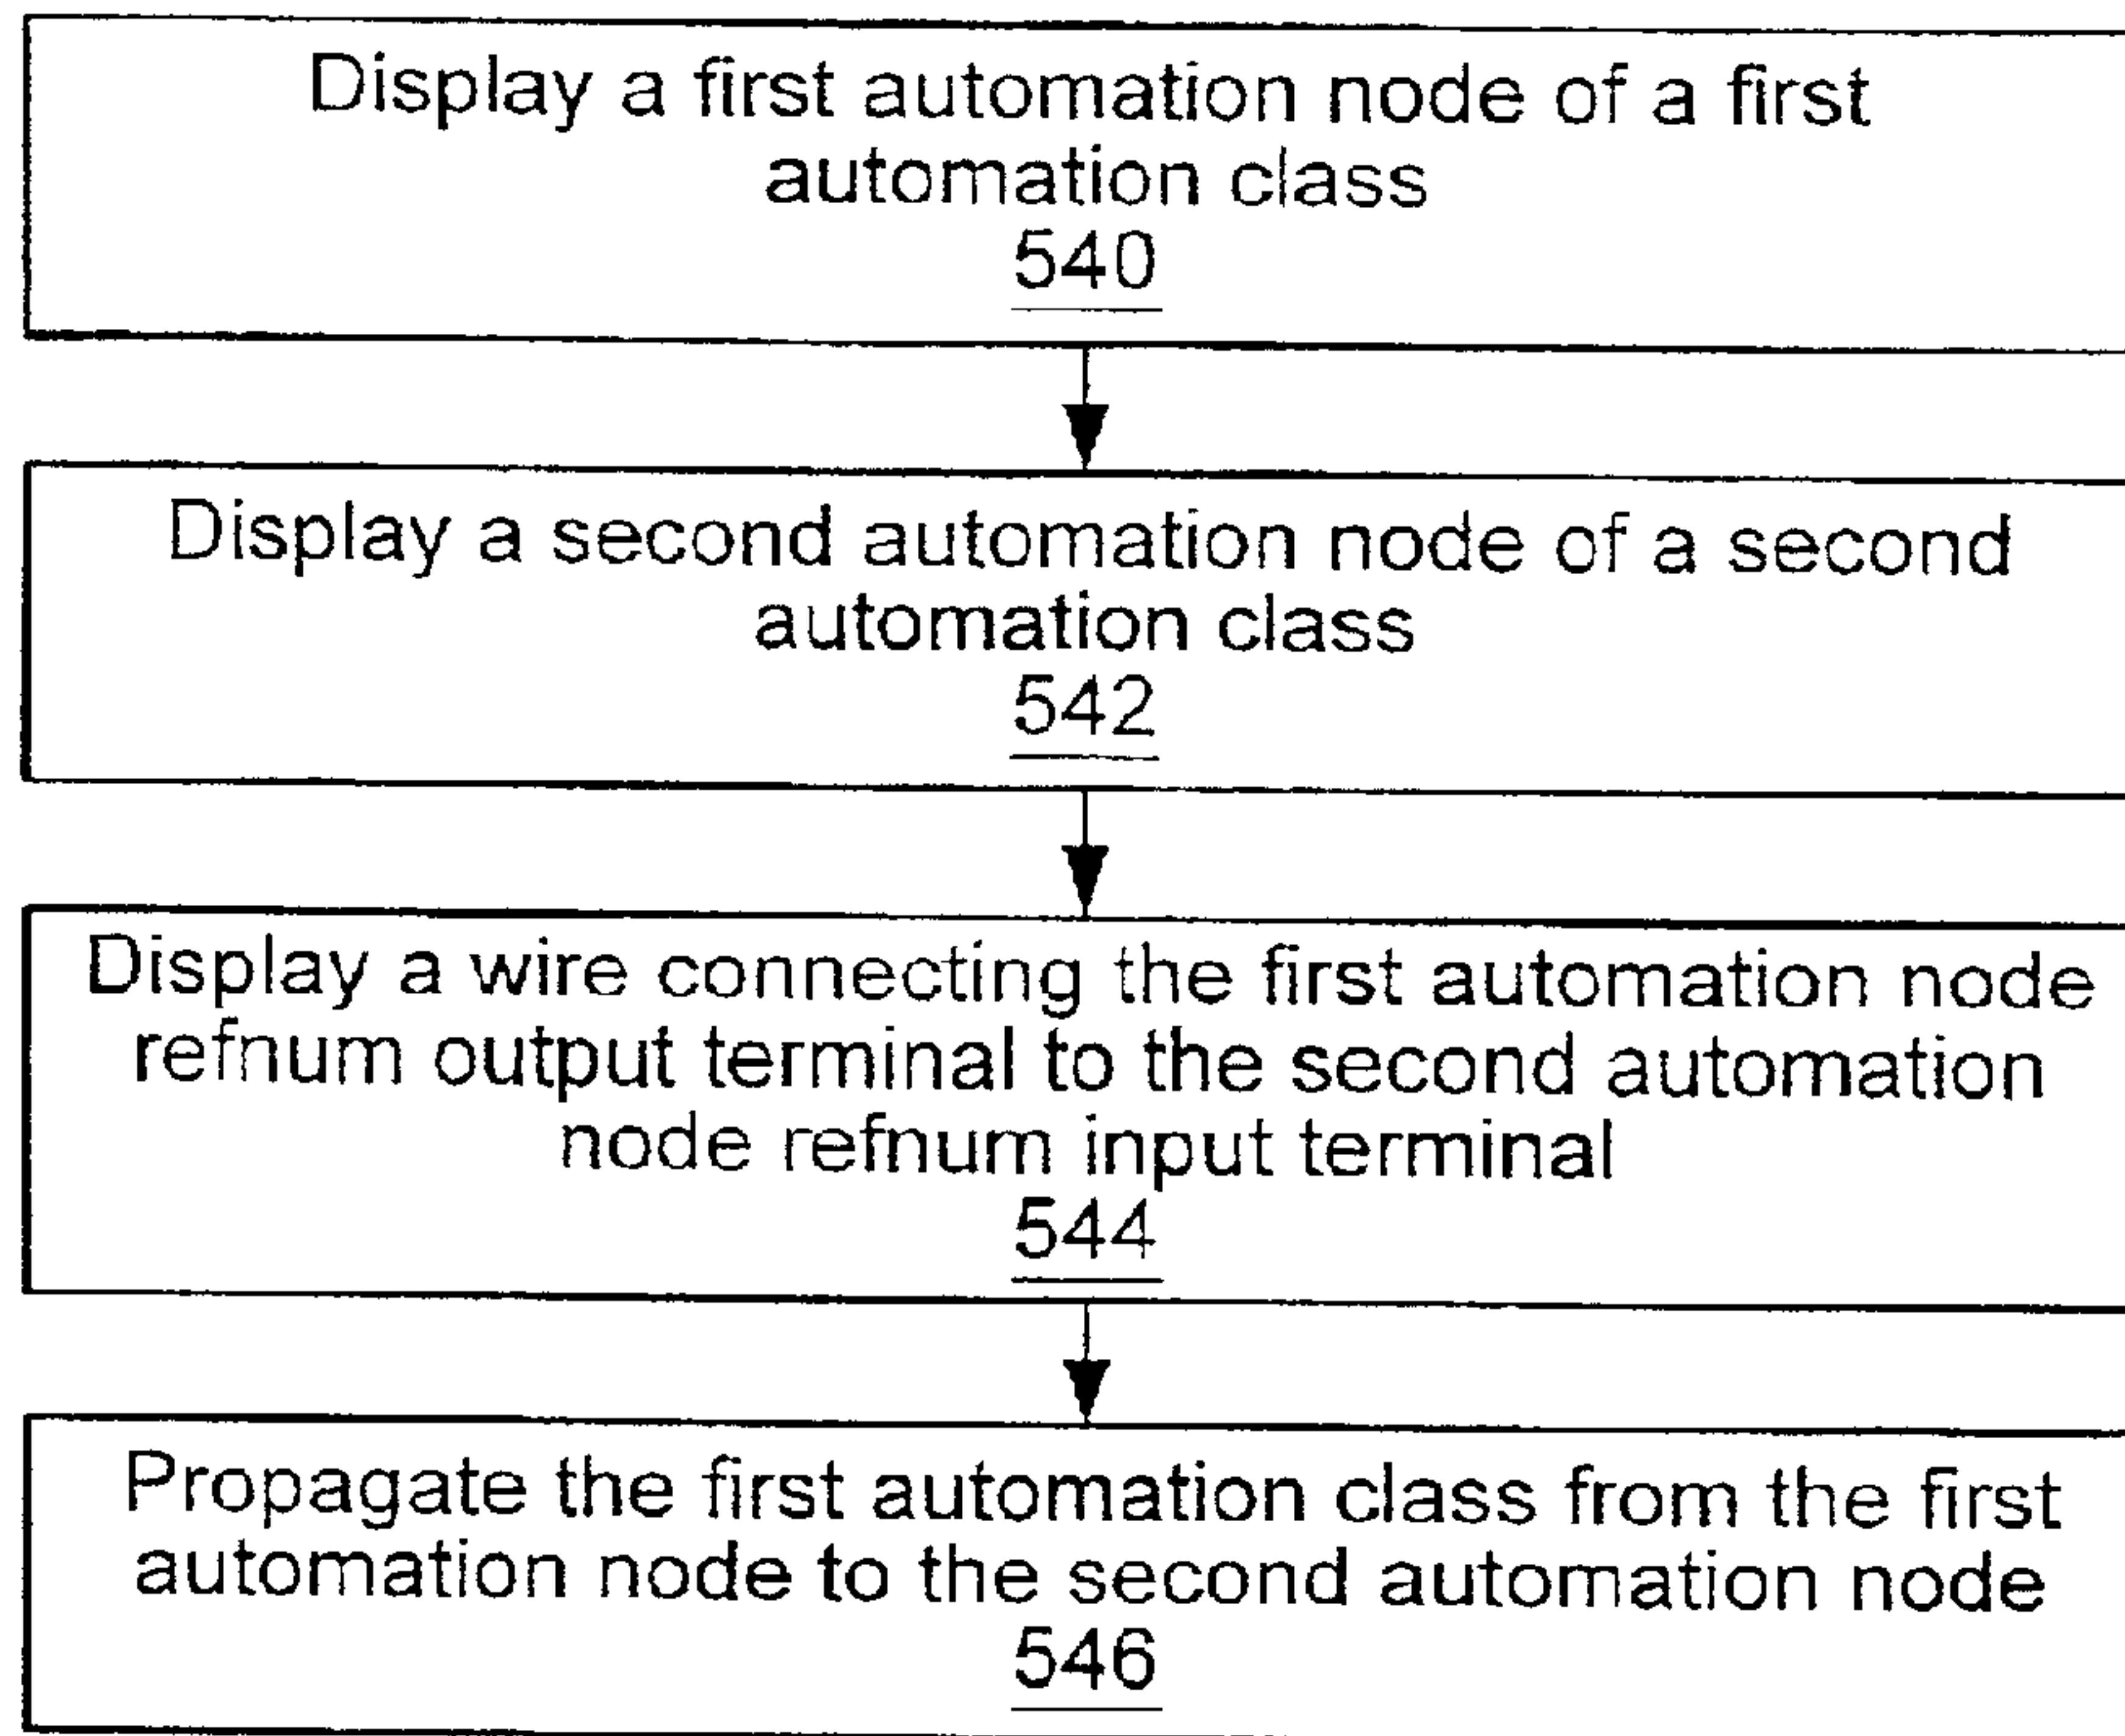 Display a first automation node of a first
automation class
540
Display a second automation node of a second
automation class
542
Display a wire connecting the first automation node
refnum output terminal to the second automation
node refnum input terminal
544
Propagate the first automation class from the first
automation node to the second automation node
546